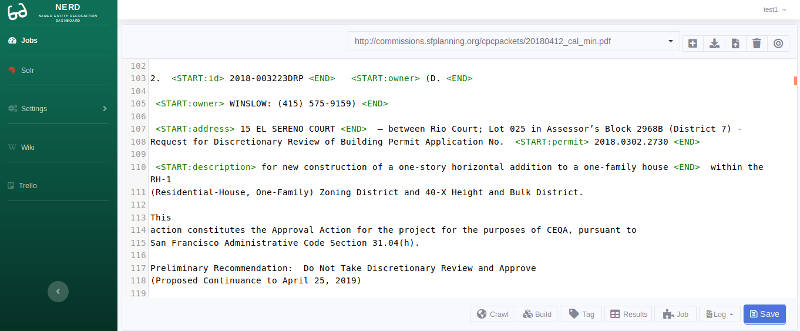 NERD
NAMED ENTITY RECOGNITION
DASHBOARD
test1
Jobs
Solr
Settings
Wiki
Trello
http://commissions.sfplanning.org/cpcpackets/20180412_cal_min.pdf
102
103 2.  <START:id> 2018-003223DRP <END>   <START:owner> (D. <END>
104
105 <START:owner> WINSLOW: (415) 575-9159) <END>
106
107 <START:address> 15 EL SERENO COURT <END>  – between Rio Court; Lot 025 in Assessor’s Block 2968B (District 7) -
108 Request for Discretionary Review of Building Permit Application No.  <START:permit> 2018.0302.2730 <END>
109
110 <START:description> for new construction of a one-story horizontal addition to a one-family house <END>  within the
RH-1
111 (Residential-House, One-Family) Zoning District and 40-X Height and Bulk District.
112
113 This
114 action constitutes the Approval Action for the project for the purposes of CEQA, pursuant to
115 San Francisco Administrative Code Section 31.04(h).
116
117 Preliminary Recommendation:  Do Not Take Discretionary Review and Approve
118 (Proposed Continuance to April 25, 2019)
119
Crawl Build Tag Results Job Log Save